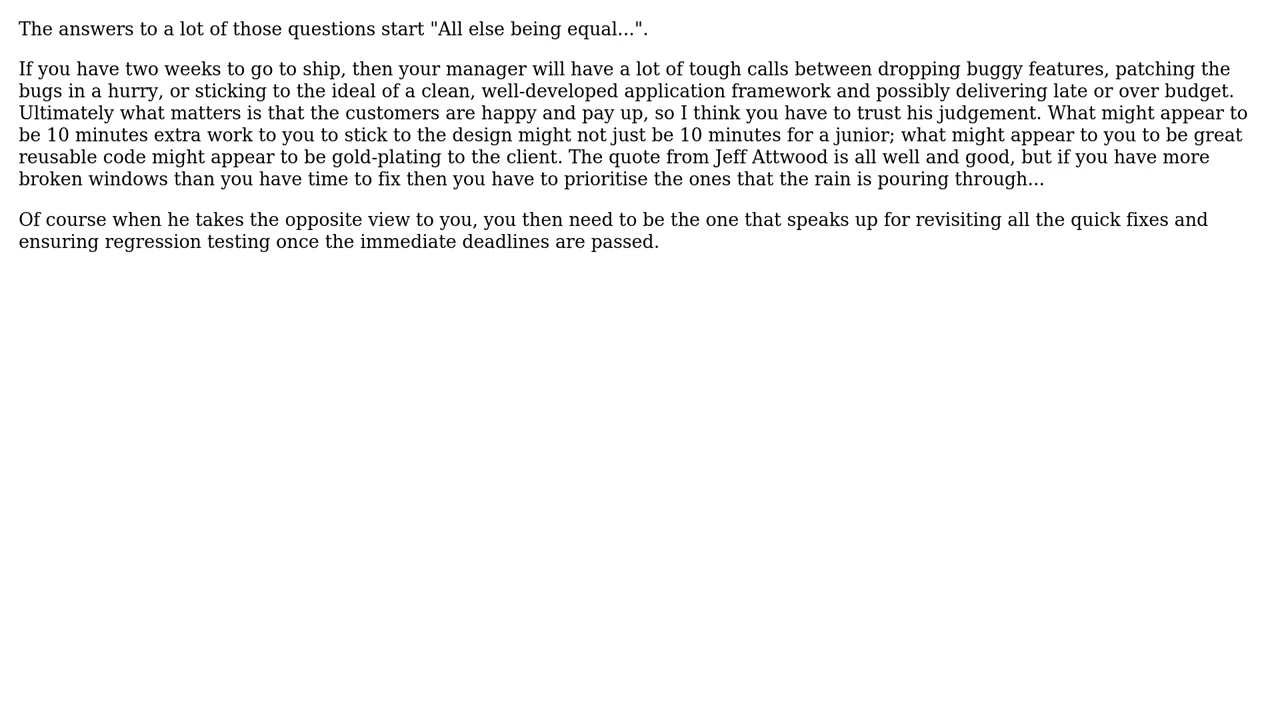 The answers to a lot of those questions start "All else being equal...".
If you have two weeks to go to ship, then your manager will have a lot of tough calls between dropping buggy features, patching the
bugs in a hurry, or sticking to the ideal of a clean, well-developed application framework and possibly delivering late or over budget.
Ultimately what matters is that the customers are happy and pay up, so I think you have to trust his judgement. What might appear to
be 10 minutes extra work to you to stick to the design might not just be 10 minutes for a junior; what might appear to you to be great
reusable code might appear to be gold-plating to the client. The quote from Jeff Attwood is all well and good, but if you have more
broken windows than you have time to fix then you have to prioritise the ones that the rain is pouring through...
Of course when he takes the opposite view to you, you then need to be the one that speaks up for revisiting all the quick fixes and
ensuring regression testing once the immediate deadlines are passed.